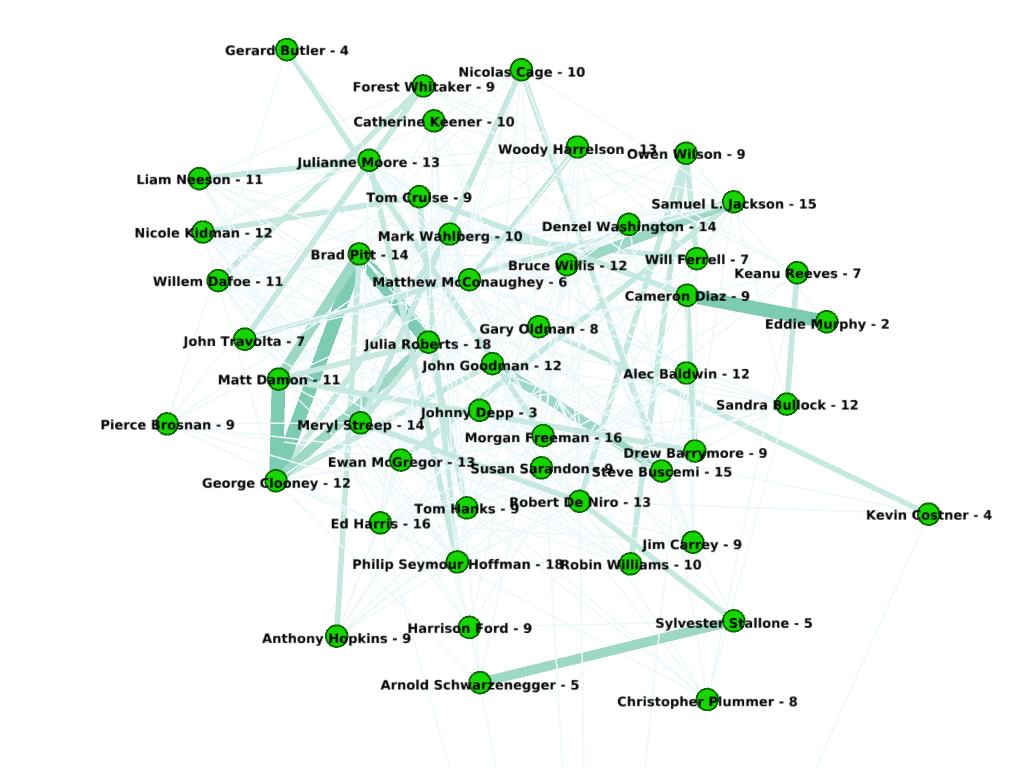 Gerard Butler - 4
Nicolas Cage - 10
Forest Whitaker - 9
Catherine Keener - 10
Woody Harrelson - 13
Owen Wilson - 9
Julianne Moore - 13
Liam Neeson - 11
Tom Cruise - 9
Samuel L. Jackson - 15
Denzel Washington - 14
Nicole Kidman - 12
Mark Wahlberg - 10
Brad Pitt - 14
Will Ferrell - 7
Bruce Willis - 12
Keanu Reeves - 7
Willem Dafoe - 11
Matthew McConaughey - 6
Cameron Diaz - 9
Eddie Murphy - 2
Gary Oldman - 8
John Travolta - 7
Julia Roberts - 18
John Goodman - 12
Alec Baldwin - 12
Matt Damon - 11
Sandra Bullock - 12
Johnny Depp - 3
Pierce Brosnan - 9
Meryl Streep - 14
Morgan Freeman - 16
Drew Barrymore - 9
Ewan McGregor - 13
Susan Sarandon - 9
Steve Buscemi - 15
George Clooney - 12
Robert De Niro - 13
Tom Hanks - 9
Kevin Costner - 4
Ed Harris - 16
Jim Carrey - 9
Philip Seymour Hoffman - 18
Robin Williams - 10
Sylvester Stallone - 5
Harrison Ford - 9
Anthony Hopkins - 9
Arnold Schwarzenegger - 5
Christopher Plummer - 8